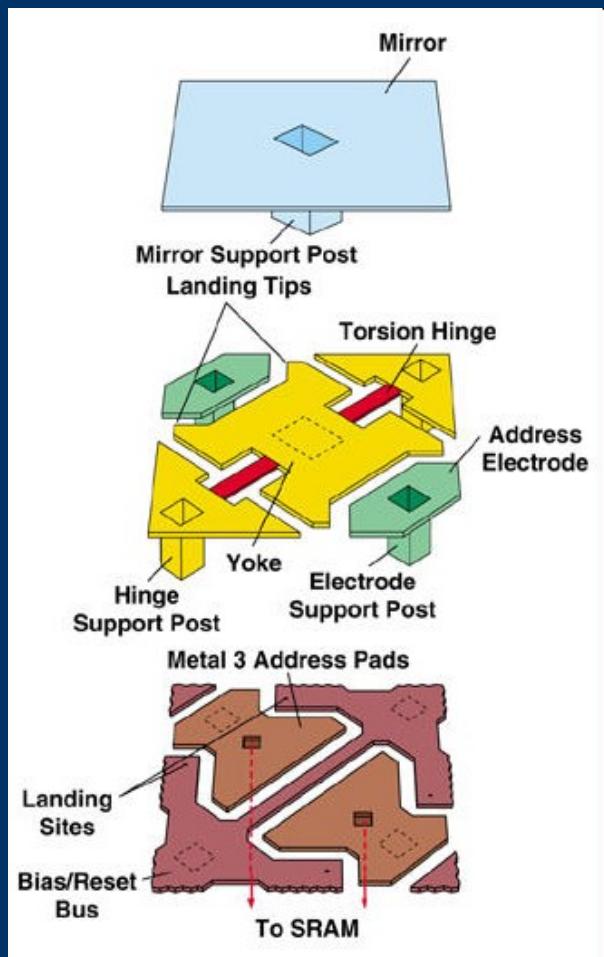 Mirror
Mirror Support Post
Landing Tips
Torsion Hinge
Address
Electrode
Yoke
Hinge
Support Post
Electrode
Support Post
Metal 3 Address Pads
Landing
Sites
Bias/Reset
Bus
To SRAM